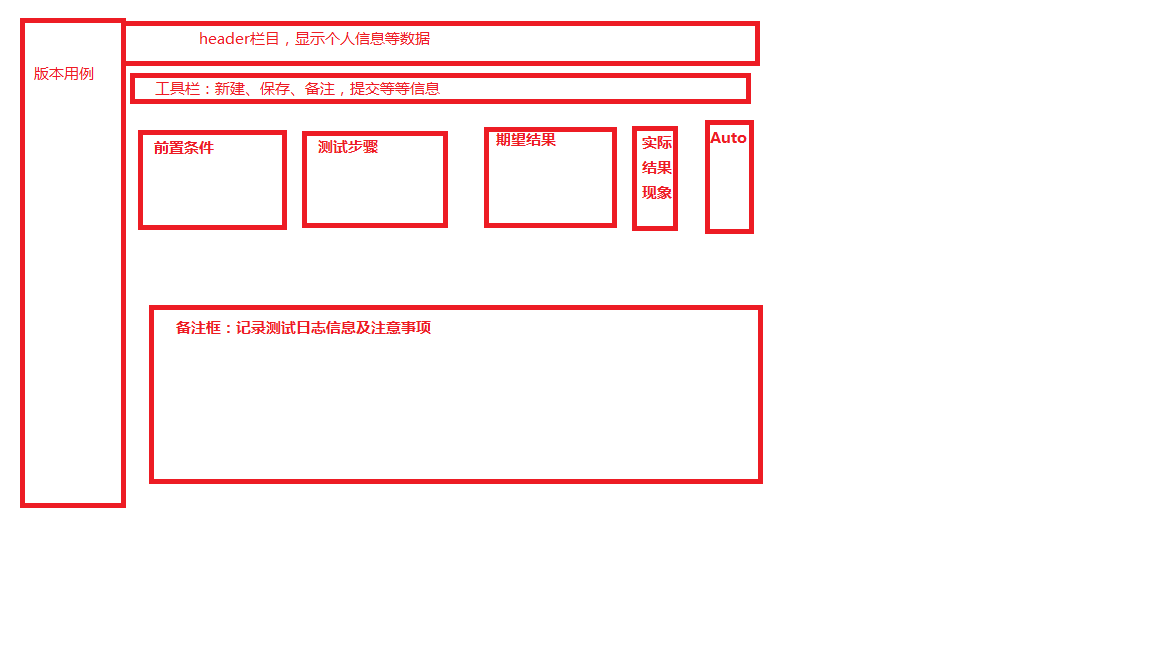 header栏目，显示个人信息等数据
版本用例
工具栏：新建、保存、备注，提交等等信息
前置条件
测试步骤
期望结果
实际
结果
现象
Auto
备注框：记录测试日志信息及注意事项